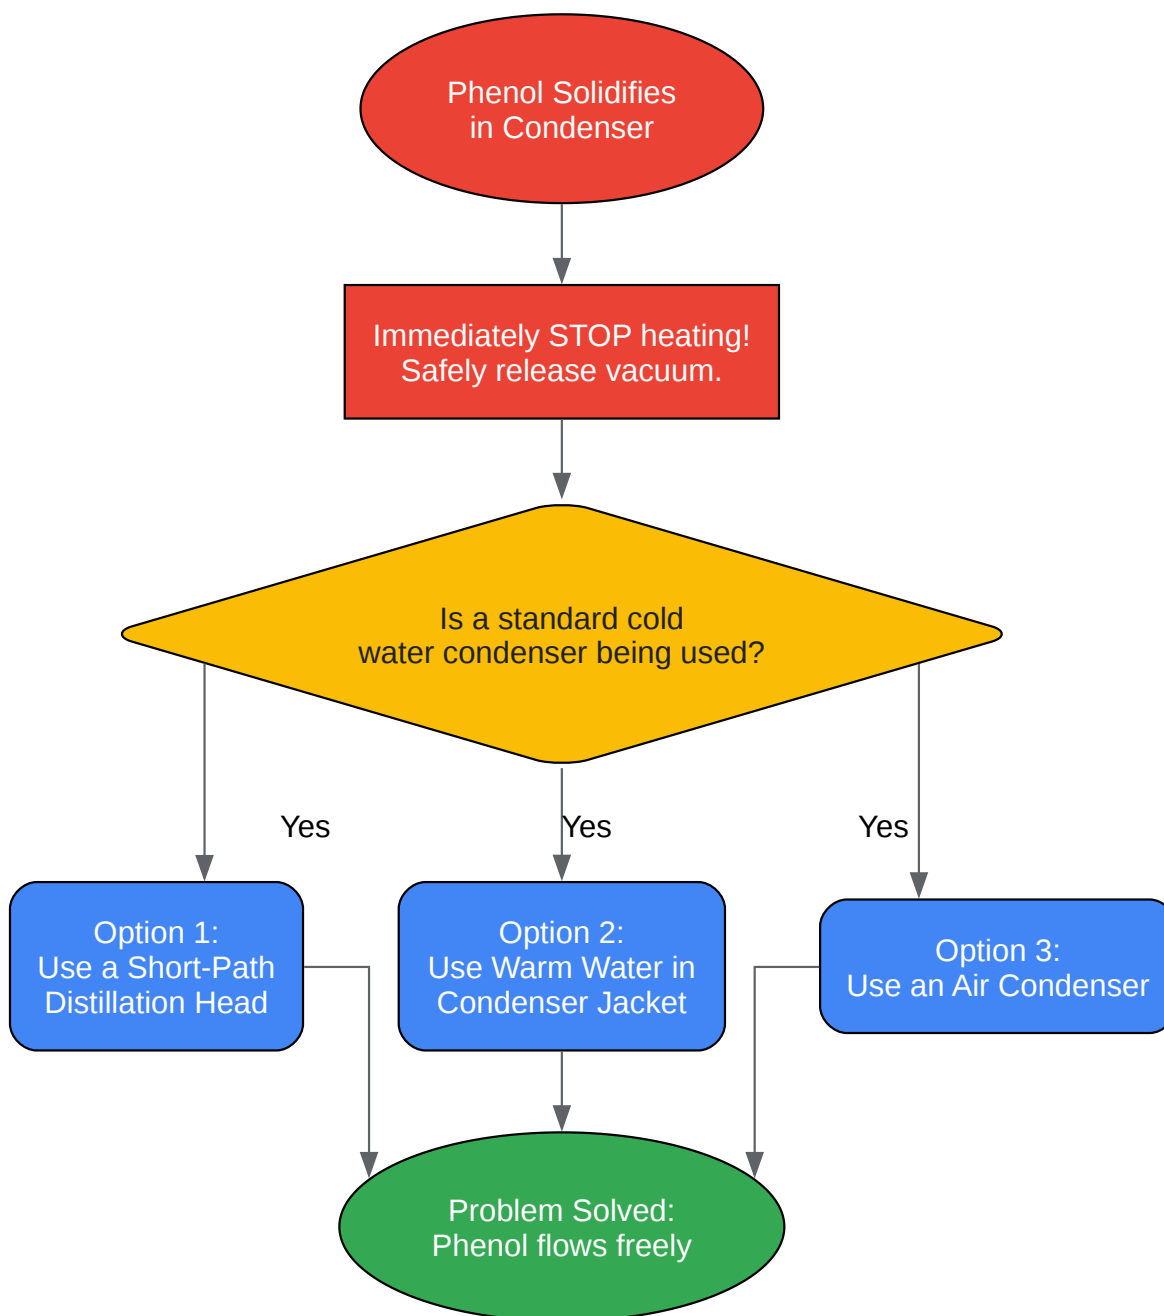 Phenol Solidifies
in Condenser
Immediately STOP heating!
Safely release vacuum.
Is a standard cold
water condenser being used?
Yes
Yes
Yes
Option 1:
Use a Short-Path
Distillation Head
Option 2:
Use Warm Water in
Condenser Jacket
Option 3:
Use an Air Condenser
Problem Solved:
Phenol flows freely